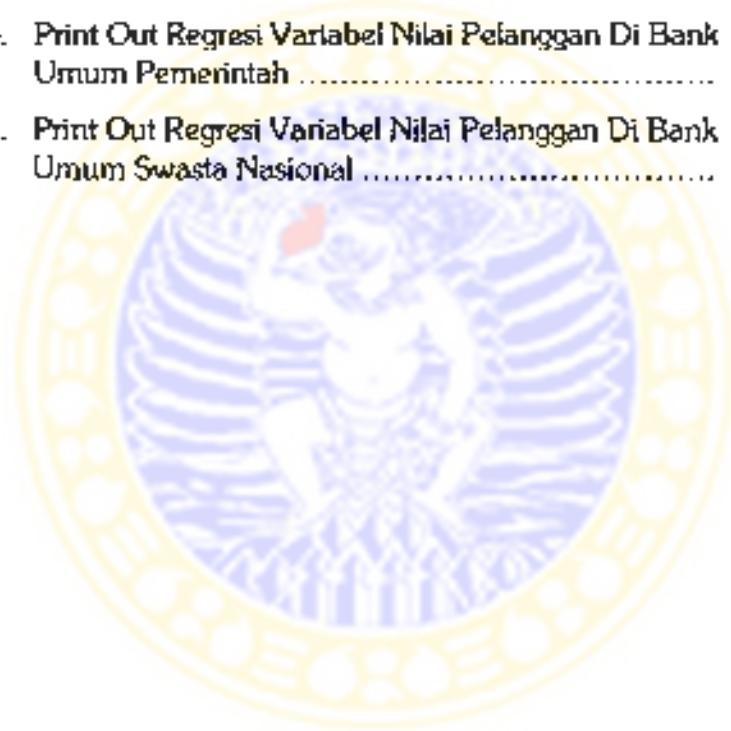 . Print Out Regresi Variabel Nilai Pelanggan Di Bank
Umum Pemerintah ........................................
. Print Out Regresi Variabel Nilai Pelanggan Di Bank
Umum Swasta Nasional ..................................